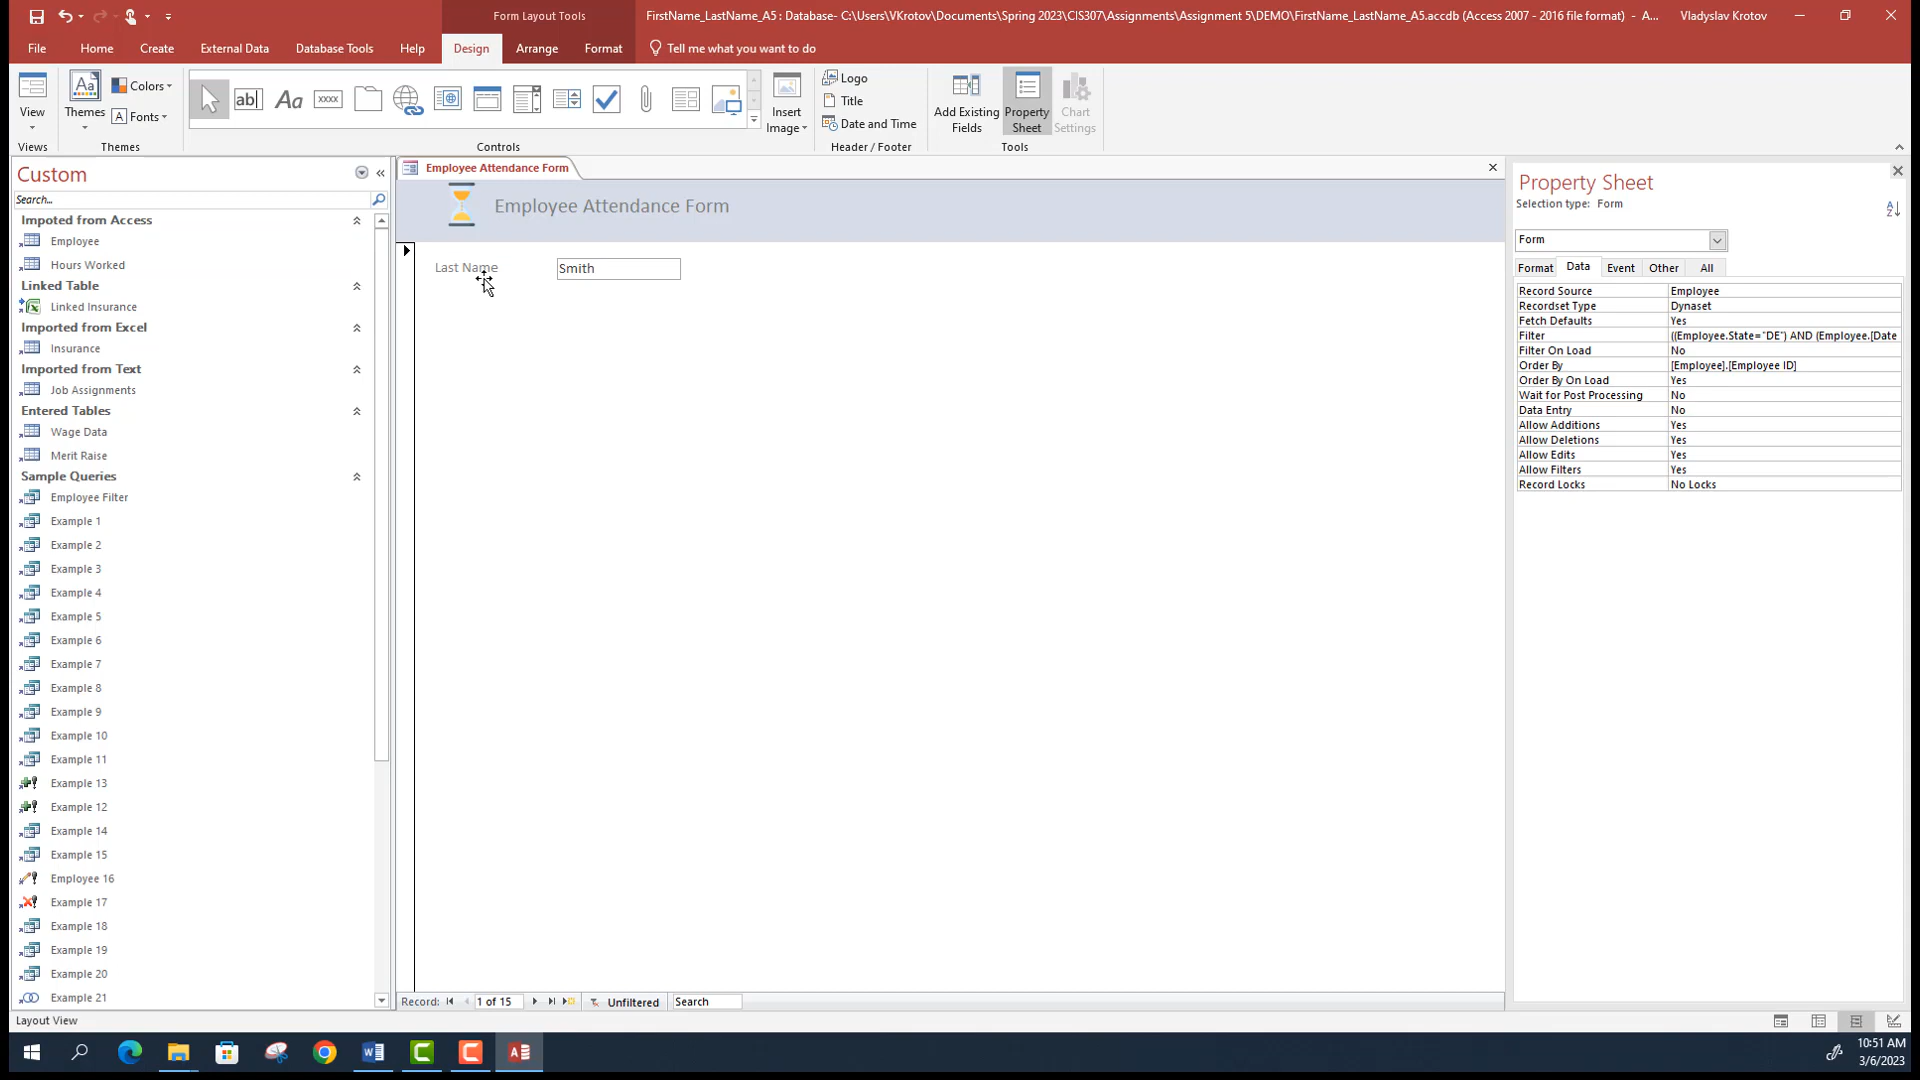 Form Layout Tools
FirstName_LastName_A5 : Database- C:\Users\VKrotov\Documents\Spring 2023\CIS307\Assignments\Assignment 5\DEMO\FirstName_LastName_A5.accdb (Access 2007 - 2016 file format) - A...
Vladyslav Krotov
File Home Create External Data Database Tools Help Design Arrange Format Tell me what you want to do
View
Views
Aa
Themes
Colors
Fonts
Themes
ab
Aa
xxxx
Controls
Insert
Image
Logo
Title
Date and Time
Header / Footer
Add Existing
Fields
Property
Sheet
Chart
Settings
Tools
Custom
Search...
Impoted from Access
Employee
Hours Worked
Linked Table
Linked Insurance
Imported from Excel
Insurance
Imported from Text
Job Assignments
Entered Tables
Wage Data
Merit Raise
Sample Queries
Employee Filter
Example 1
Example 2
Example 3
Example 4
Example 5
Example 6
Example 7
Example 8
Example 9
Example 10
Example 11
Example 13
Example 12
Example 14
Example 15
Employee 16
Example 17
Example 18
Example 19
Example 20
Example 21
Employee Attendance Form
Employee Attendance Form
Last Name Smith
Record: 1 of 15 Unfiltered Search
Property Sheet
Selection type: Form
Form
Format Data Event Other All
Record Source Employee
Recordset Type Dynaset
Fetch Defaults Yes
Filter ((Employee.State="DE") AND (Employee.[Date
Filter On Load No
Order By [Employee].[Employee ID]
Order By On Load Yes
Wait for Post Processing No
Data Entry No
Allow Additions Yes
Allow Deletions Yes
Allow Edits Yes
Allow Filters Yes
Record Locks No Locks
Layout View
10:51 AM
3/6/2023